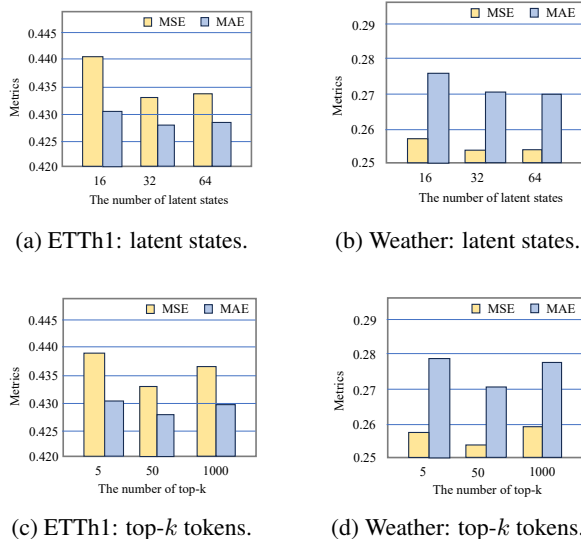 MSE MAE
0.445
0.440
0.435
0.430
0.425
0.420
Metrics
16 32 64
The number of latent states
(a) ETTh1: latent states.
MSE MAE
0.29
0.28
0.27
0.26
0.25
Metrics
16 32 64
The number of latent states
(b) Weather: latent states.
MSE MAE
0.445
0.440
0.435
0.430
0.425
0.420
Metrics
5 50 1000
The number of top-k
(c) ETTh1: top-k tokens.
MSE MAE
0.29
0.28
0.27
0.26
0.25
Metrics
5 50 1000
The number of top-k
(d) Weather: top-k tokens.